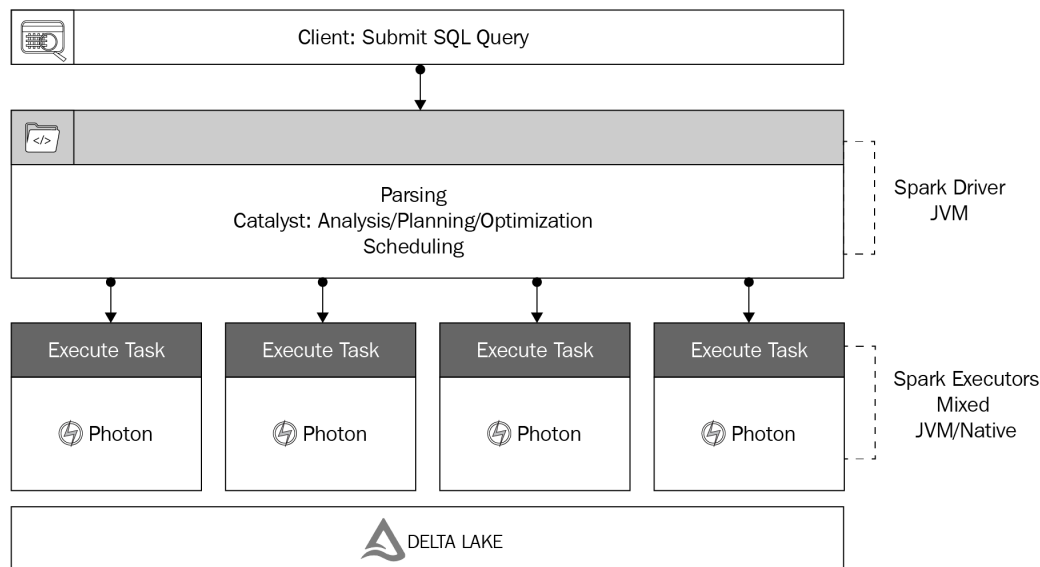 Client: Submit SQL Query
</>
Parsing
Catalyst: Analysis/Planning/Optimization
Scheduling
Spark Driver
JVM
Execute Task
Execute Task
Execute Task
Execute Task
Photon
Photon
Photon
Photon
Spark Executors
Mixed
JVM/Native
DELTA LAKE